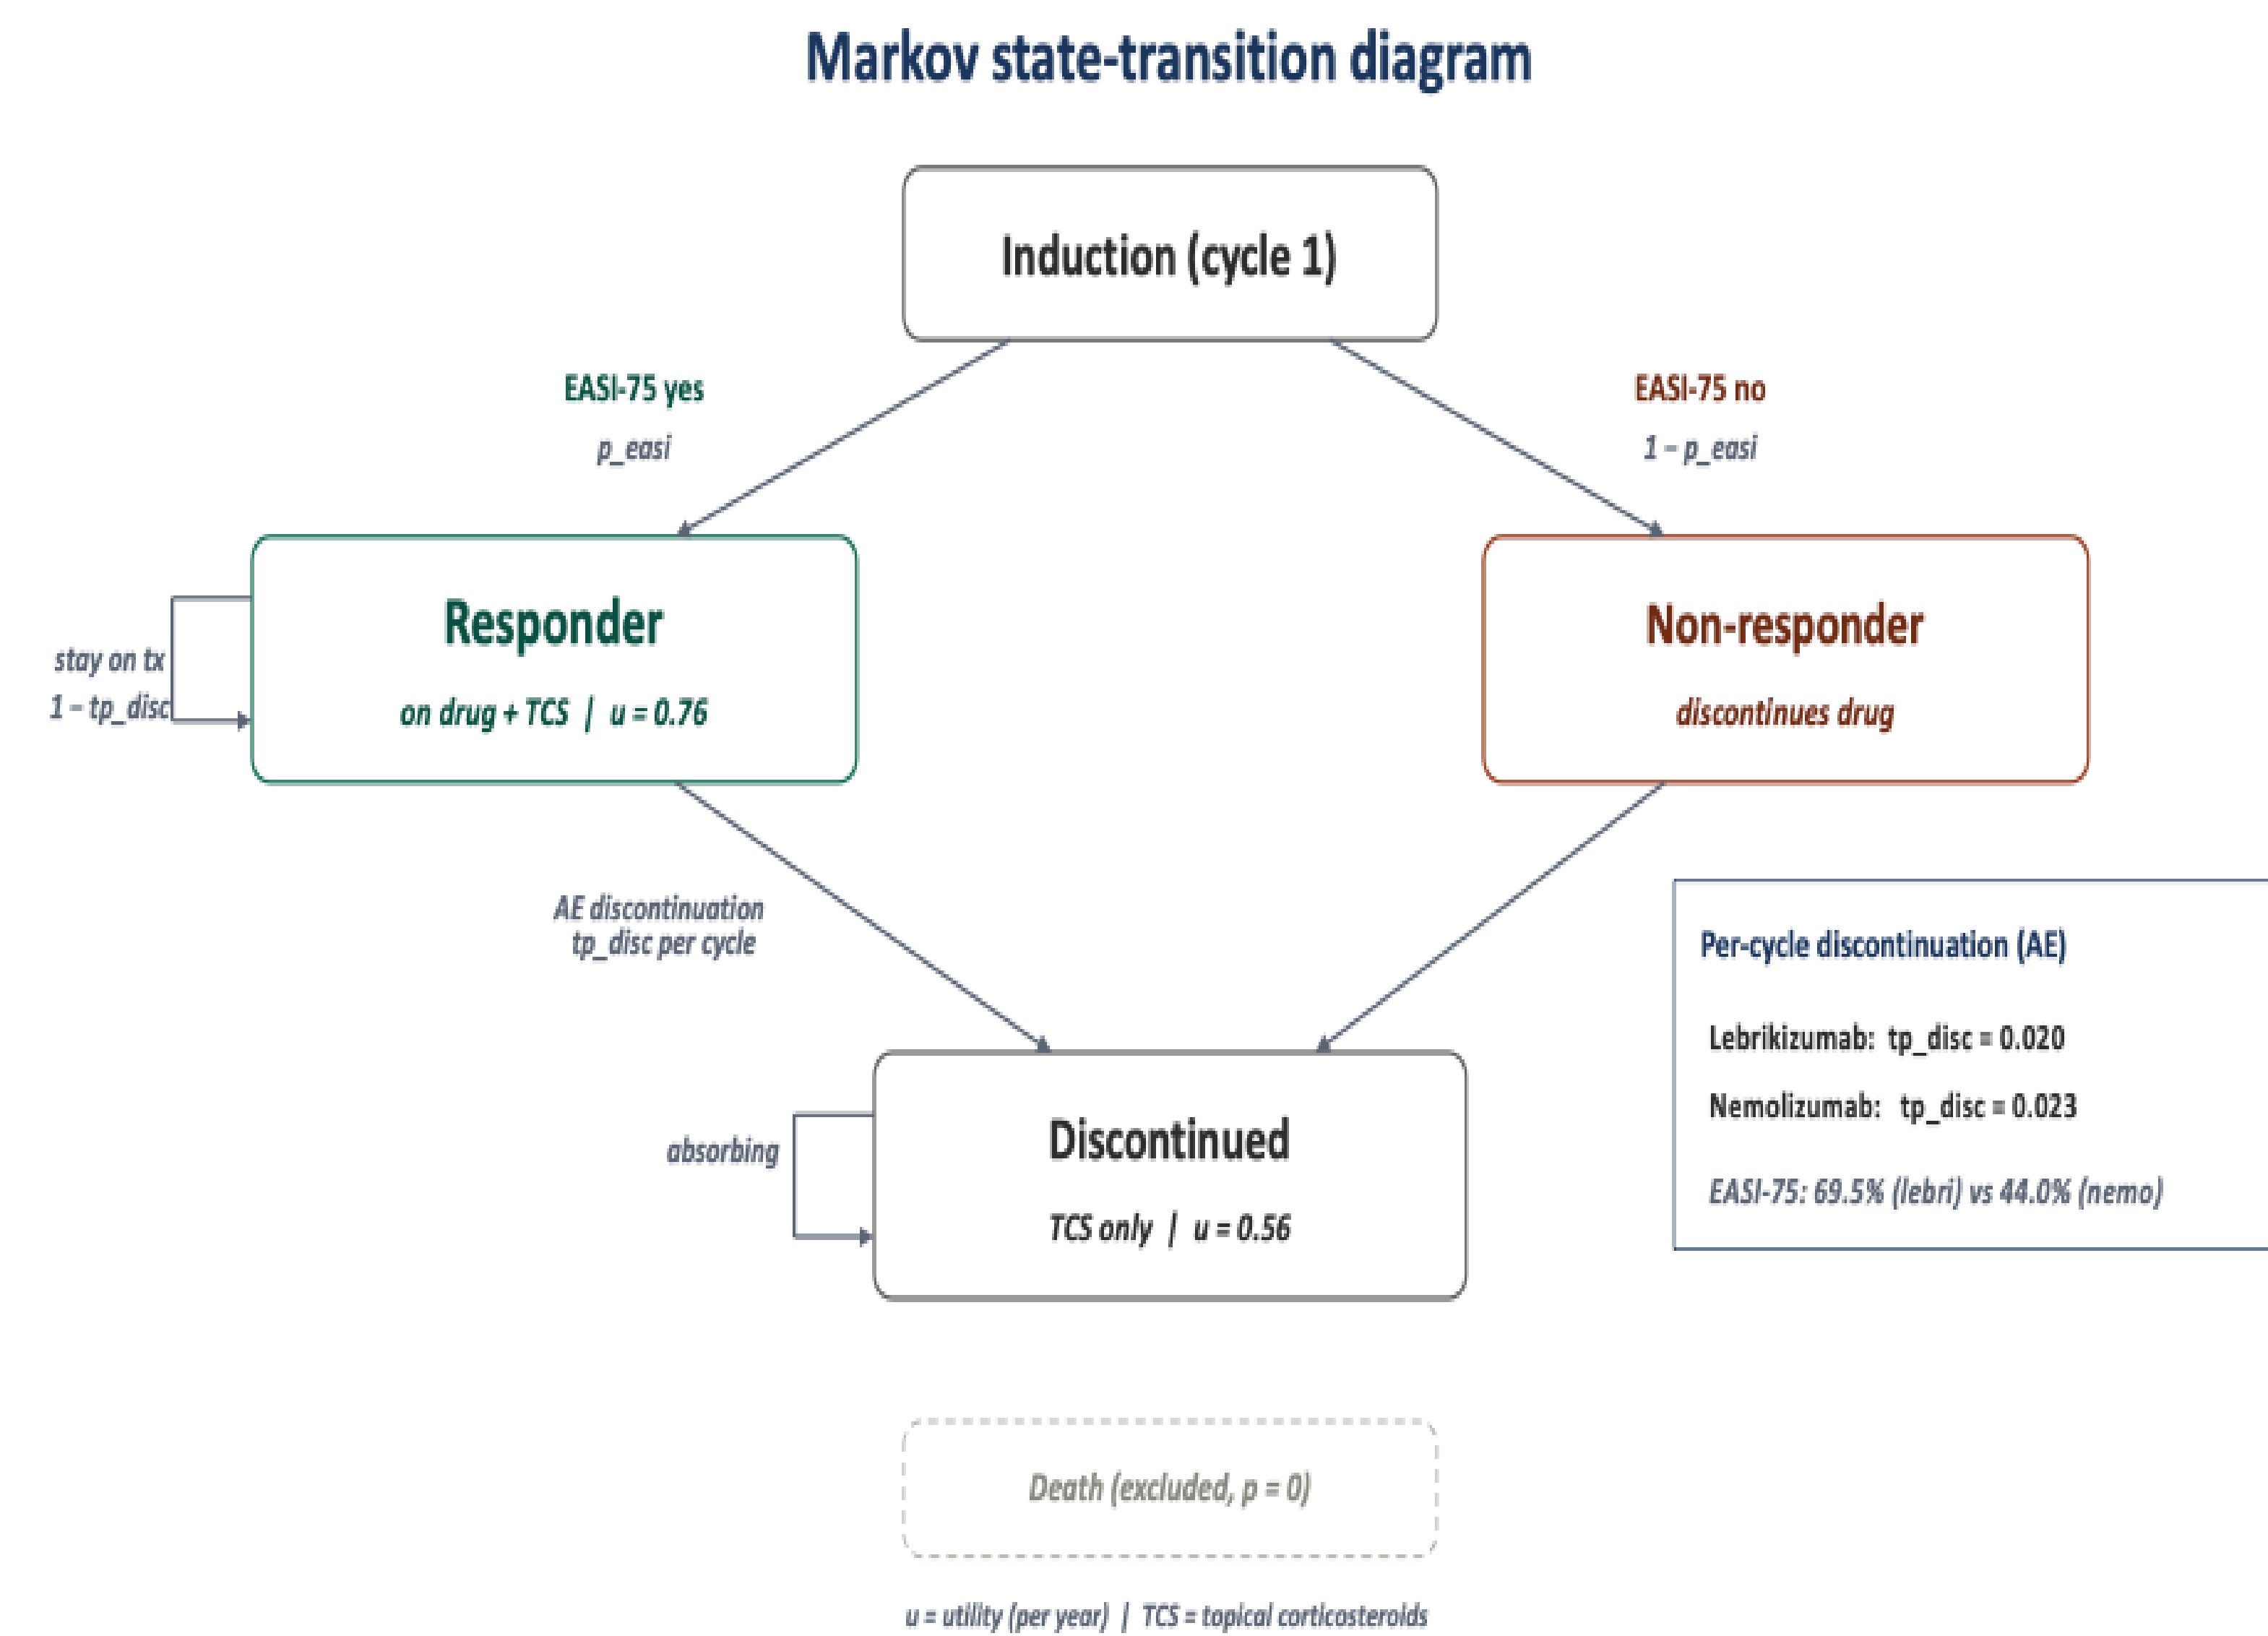 Markov state-transition diagram
Induction (cycle 1)
EASI-75 yes
p_easi
EASI-75 no
1 – p_easi
Responder
on drug + TCS | u = 0.76
stay on tx
1 – tp_disc
Non-responder
discontinues drug
AE discontinuation
tp_disc per cycle
Per-cycle discontinuation (AE)
Lebrikizumab: tp_disc = 0.020
Nemolizumab: tp_disc = 0.023
EASI-75: 69.5% (lebri) vs 44.0% (nemo)
Discontinued
TCS only | u = 0.56
absorbing
Death (excluded, p = 0)
u = utility (per year) | TCS = topical corticosteroids